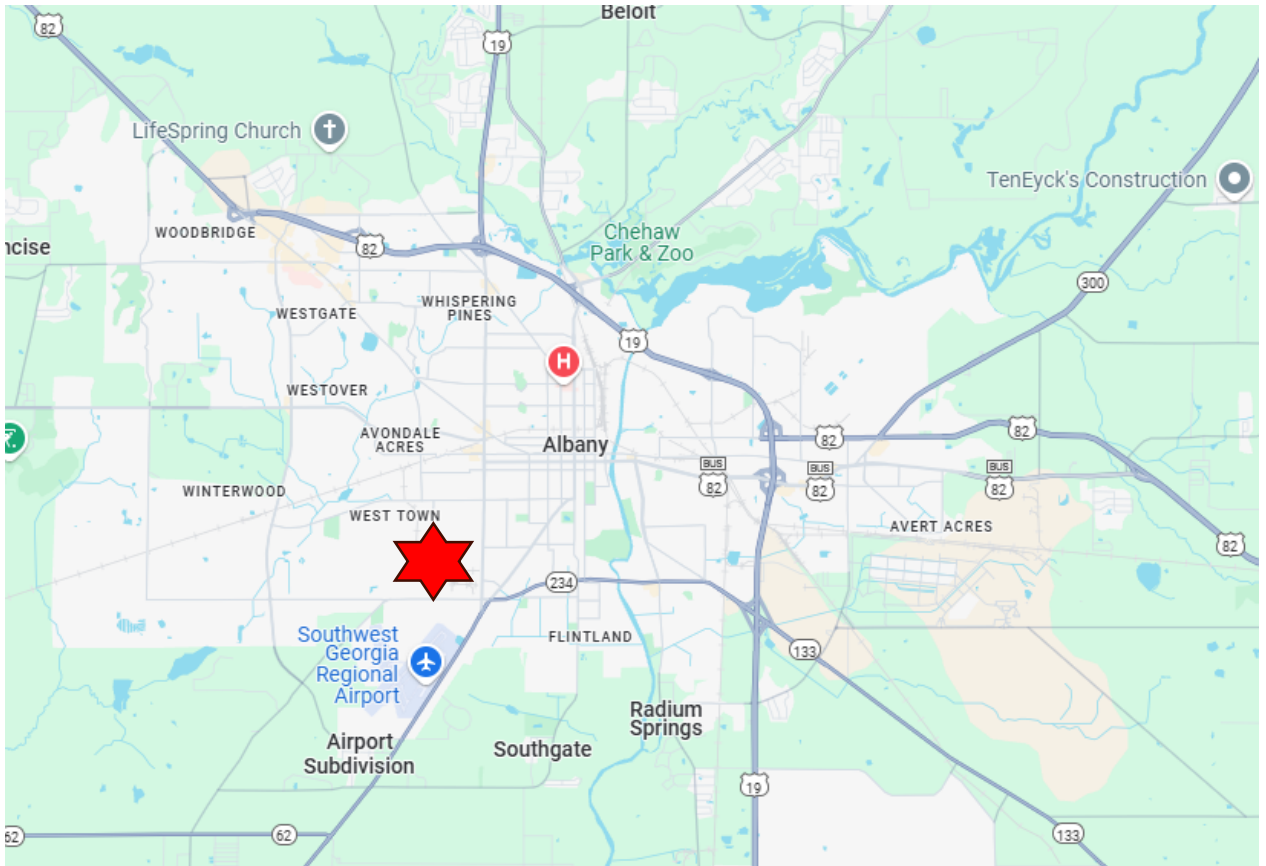 Beloit
82
19
LifeSpring Church
TenEyck's Construction
WOODBRIDGE
Chehaw
Park & Zoo
ncise
82
300
WHISPERING
PINES
WESTGATE
19
H
WESTOVER
AVONDALE
ACRES
Albany
82
82
BUS
82
BUS
82
BUS
82
WINTERWOOD
WEST TOWN
AVERT ACRES
82
234
FLINTLAND
Southwest
Georgia
Regional
Airport
133
Radium
Springs
Airport
Subdivision
Southgate
19
62
62
133